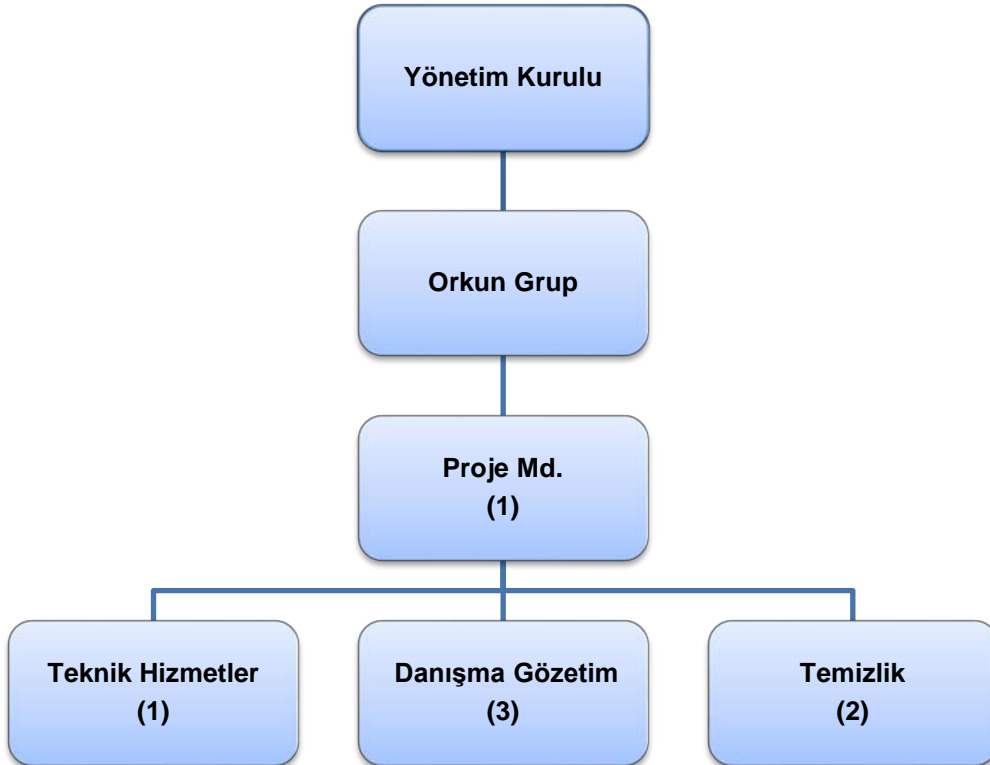 Yönetim Kurulu
Orkun Grup
Proje Md.
(1)
Teknik Hizmetler
(1)
Danışma Gözetim
(3)
Temizlik
(2)